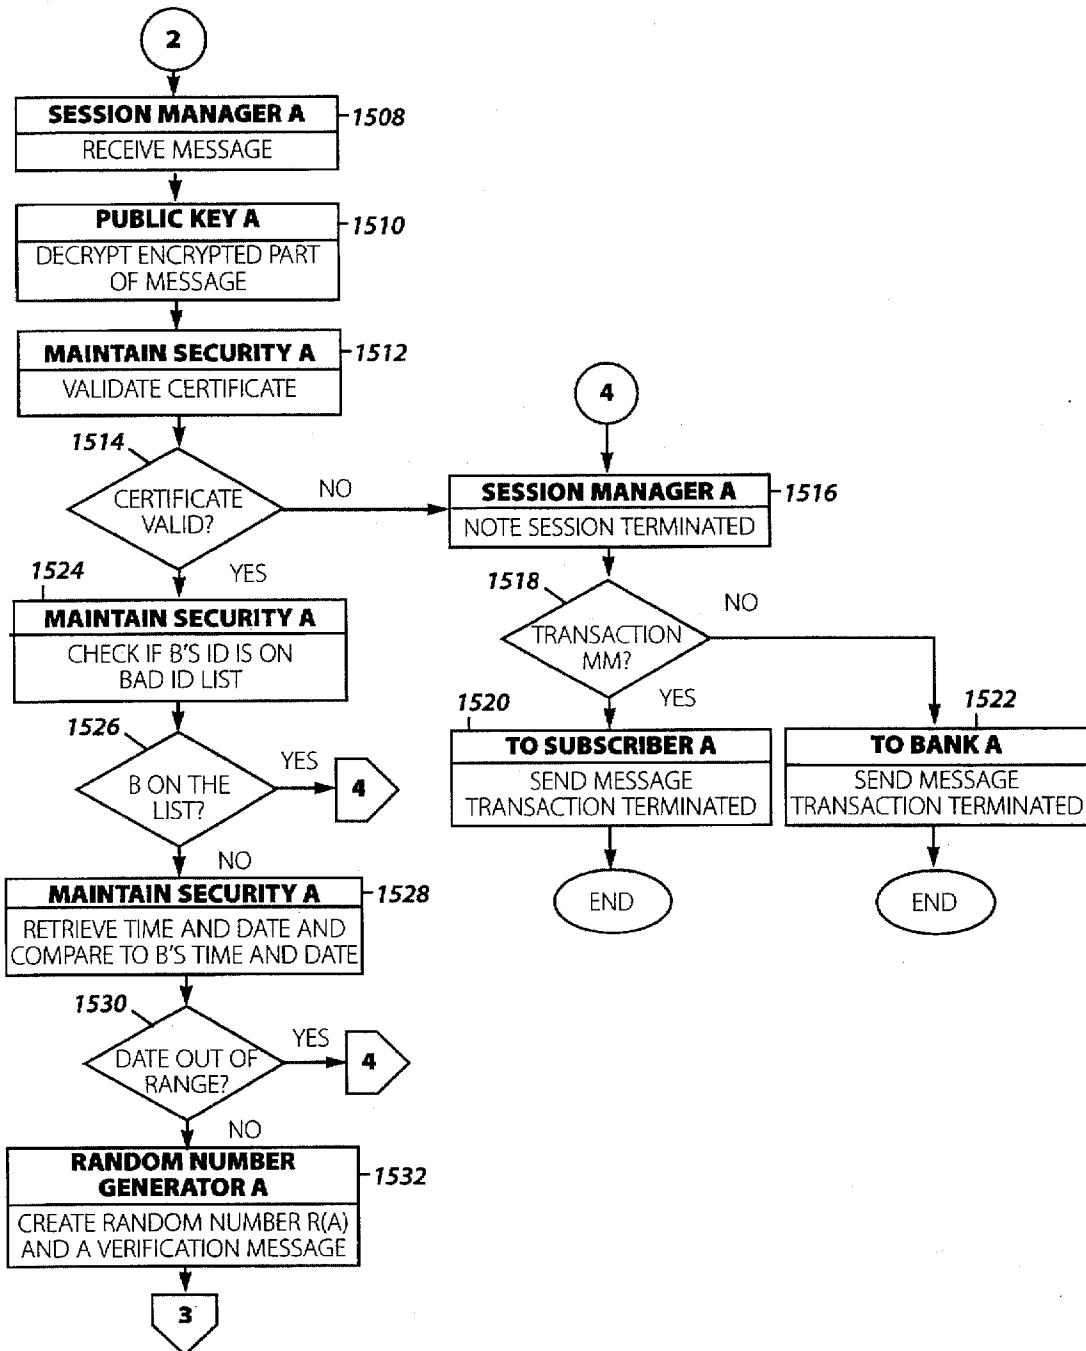 2
SESSION MANAGER A
1508
RECEIVE MESSAGE
PUBLIC KEY A
1510
DECRYPT ENCRYPTED PART
OF MESSAGE
MAINTAIN SECURITY A
1512
VALIDATE CERTIFICATE
1514
CERTIFICATE
VALID?
NO
YES
4
SESSION MANAGER A
1516
NOTE SESSION TERMINATED
1518
TRANSACTION
MM?
NO
YES
1520
TO SUBSCRIBER A
SEND MESSAGE
TRANSACTION TERMINATED
END
1522
TO BANK A
SEND MESSAGE
TRANSACTION TERMINATED
END
1524
MAINTAIN SECURITY A
CHECK IF B'S ID IS ON
BAD ID LIST
1526
B ON THE
LIST?
YES
4
NO
MAINTAIN SECURITY A
1528
RETRIEVE TIME AND DATE AND
COMPARE TO B'S TIME AND DATE
1530
DATE OUT OF
RANGE?
YES
4
NO
RANDOM NUMBER
GENERATOR A
1532
CREATE RANDOM NUMBER R(A)
AND A VERIFICATION MESSAGE
3